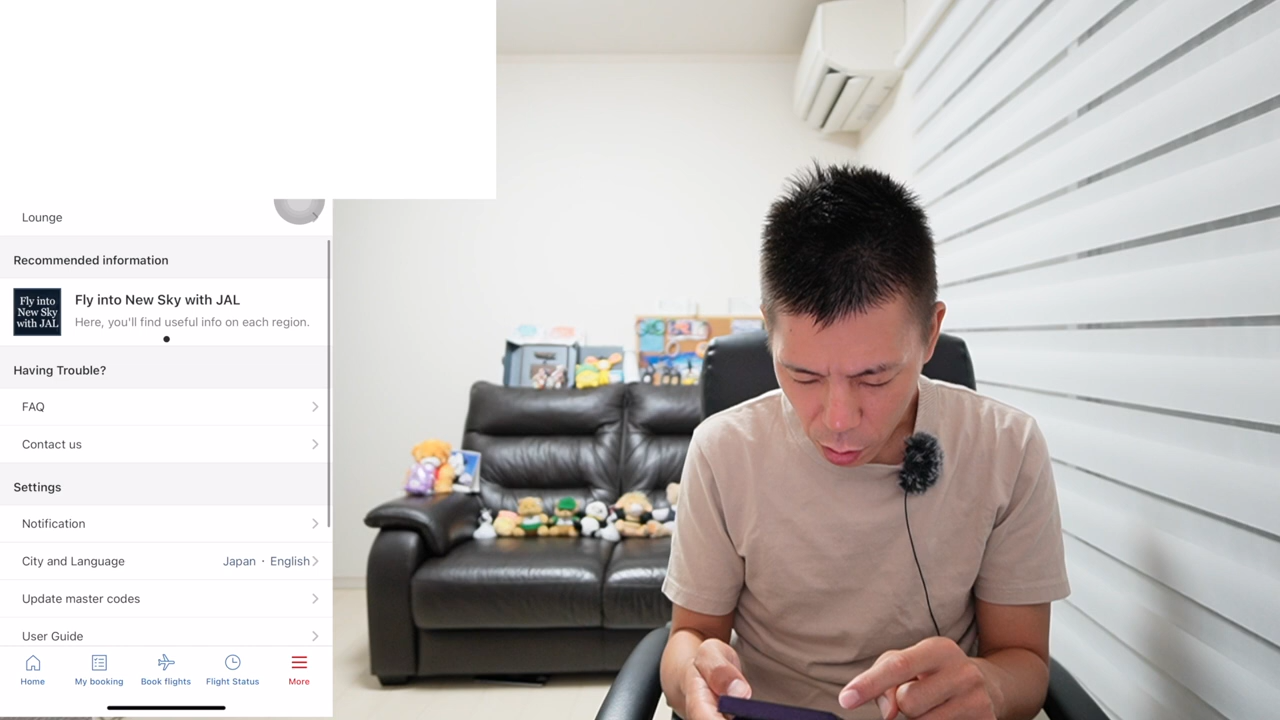 Lounge
Recommended information
Fly into
New Sky
with JAL
Fly into New Sky with JAL
Here, you'll find useful info on each region.
Having Trouble?
FAQ
Contact us
Settings
Notification
City and Language
Japan · English
Update master codes
User Guide
Home
My booking
Book flights
Flight Status
More